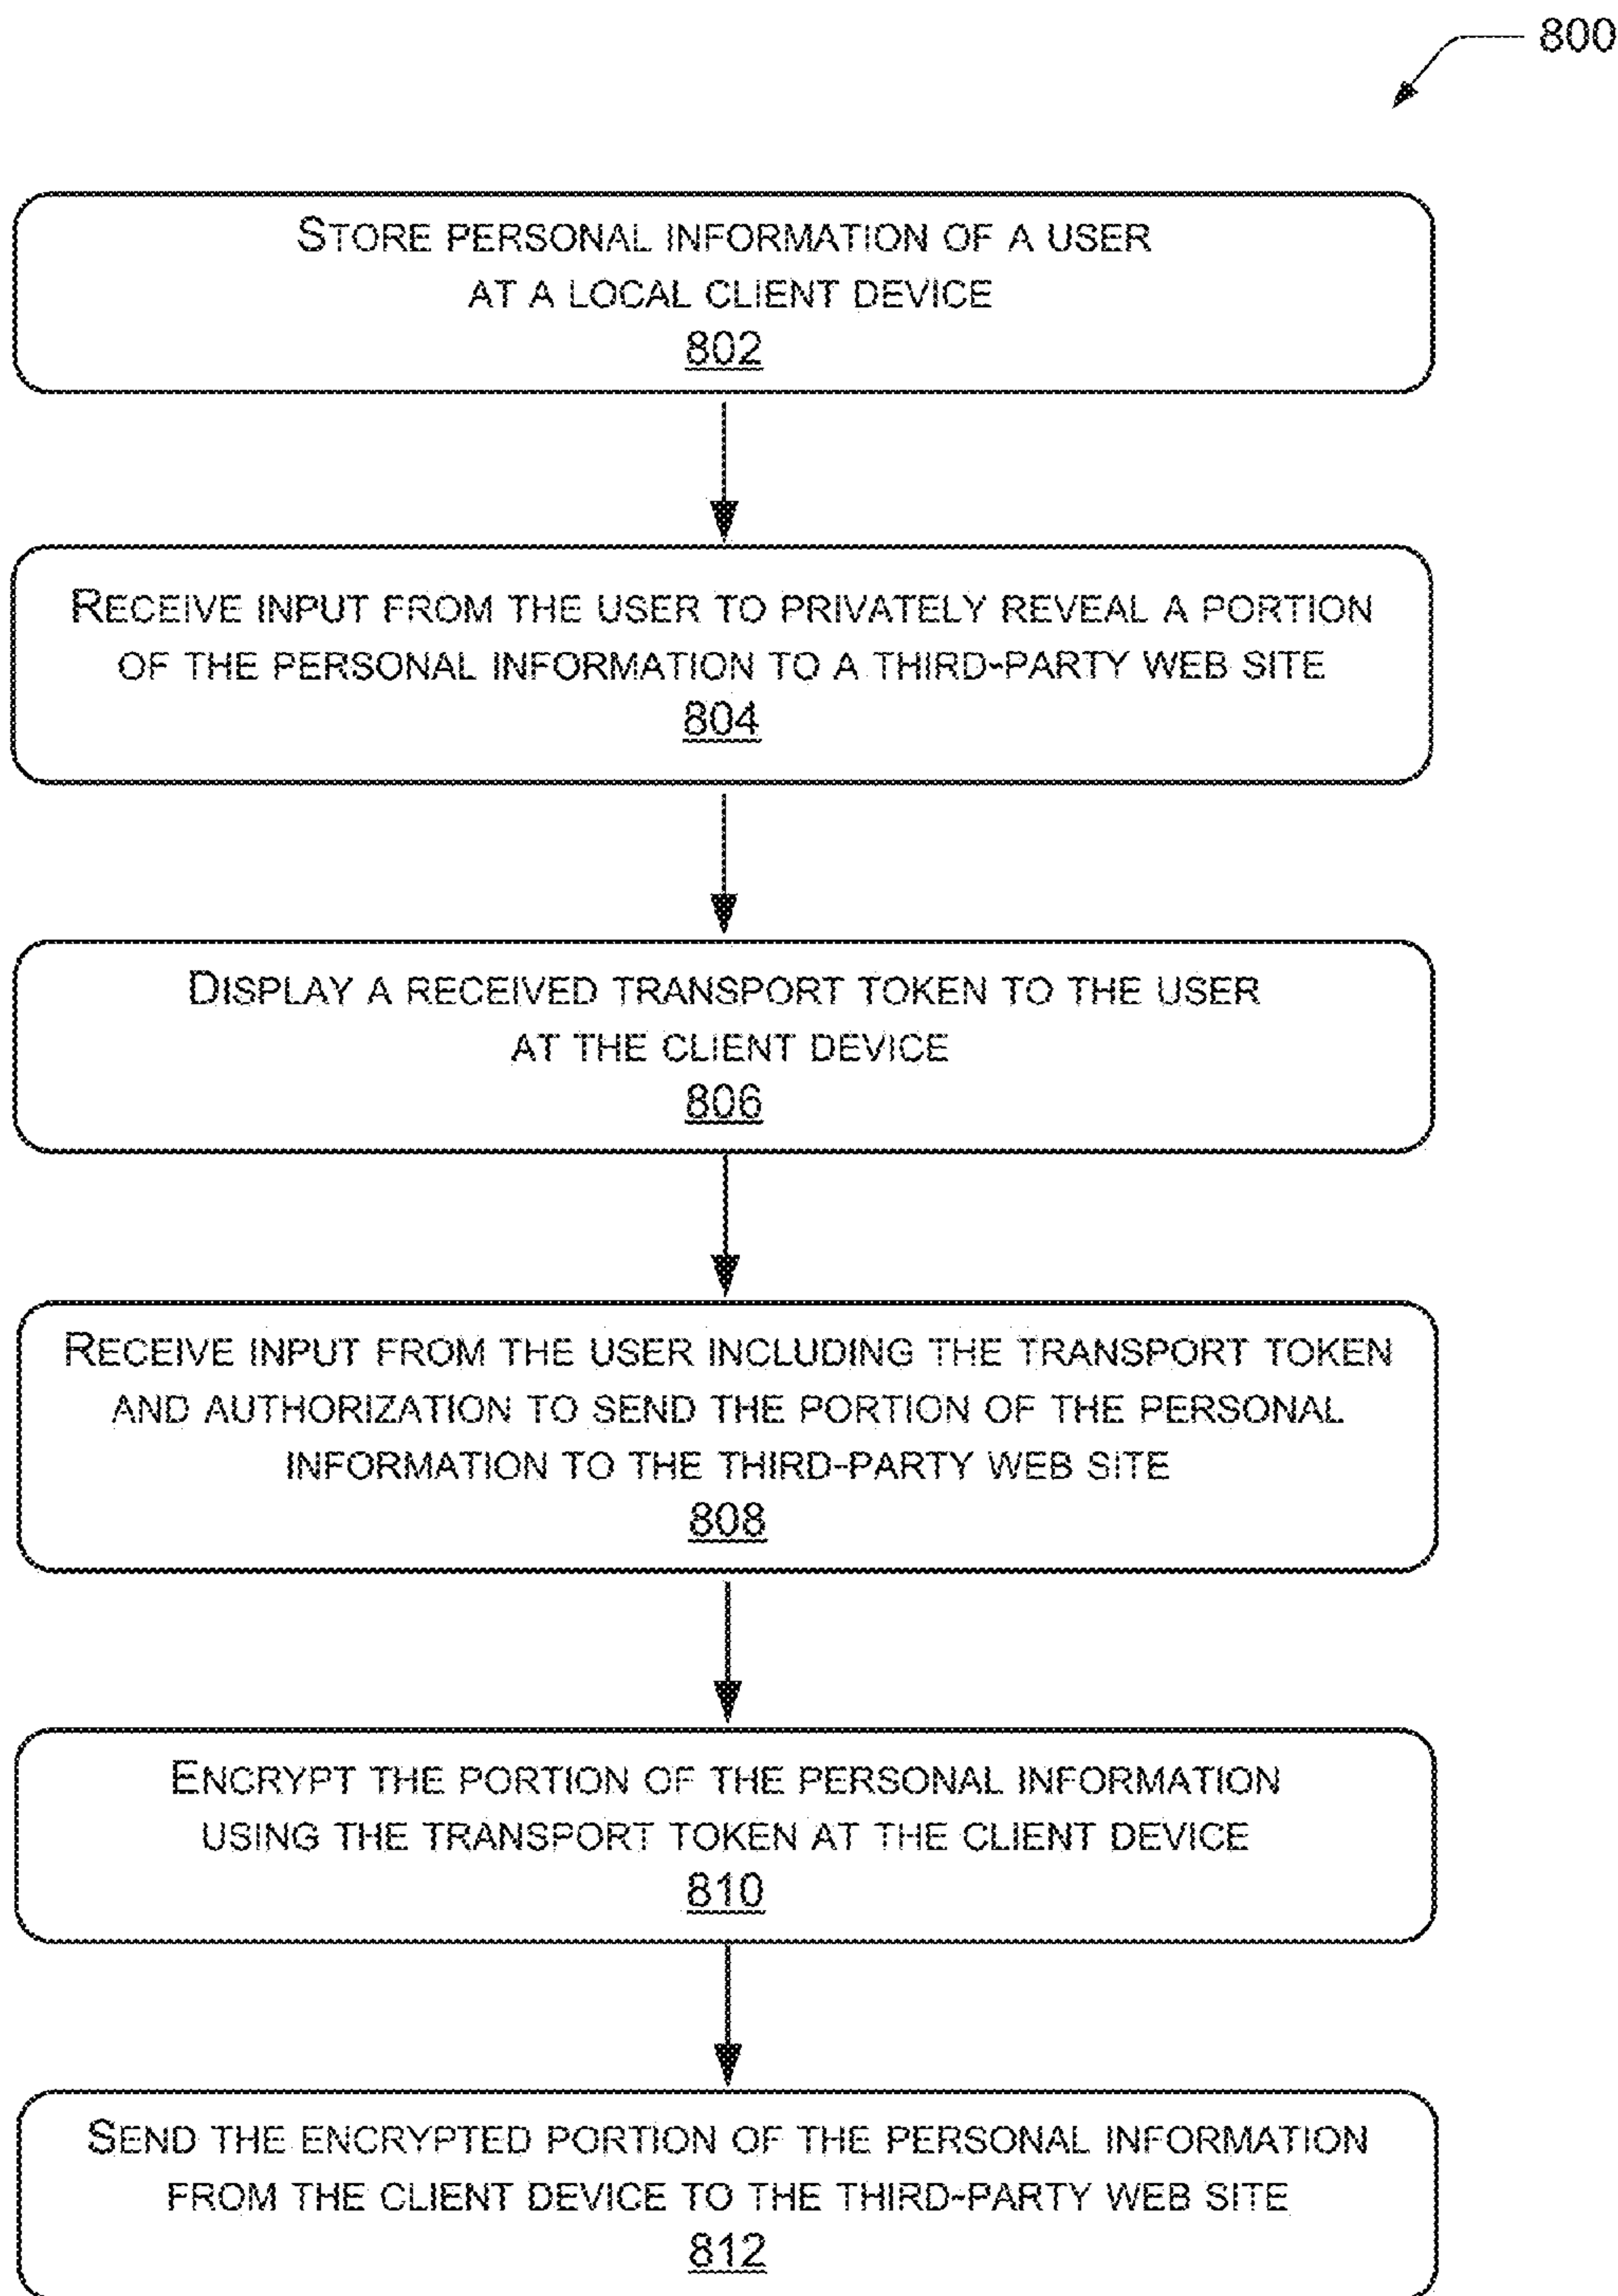 800
STORE PERSONAL INFORMATION OF A USER
AT A LOCAL CLIENT DEVICE
802
RECEIVE INPUT FROM THE USER TO PRIVATELY REVEAL A PORTION
OF THE PERSONAL INFORMATION TO A THIRD-PARTY WEB SITE
804
DISPLAY A RECEIVED TRANSPORT TOKEN TO THE USER
AT THE CLIENT DEVICE
806
RECEIVE INPUT FROM THE USER INCLUDING THE TRANSPORT TOKEN
AND AUTHORIZATION TO SEND THE PORTION OF THE PERSONAL
INFORMATION TO THE THIRD-PARTY WEB SITE
808
ENCRYPT THE PORTION OF THE PERSONAL INFORMATION
USING THE TRANSPORT TOKEN AT THE CLIENT DEVICE
810
SEND THE ENCRYPTED PORTION OF THE PERSONAL INFORMATION
FROM THE CLIENT DEVICE TO THE THIRD-PARTY WEB SITE
812